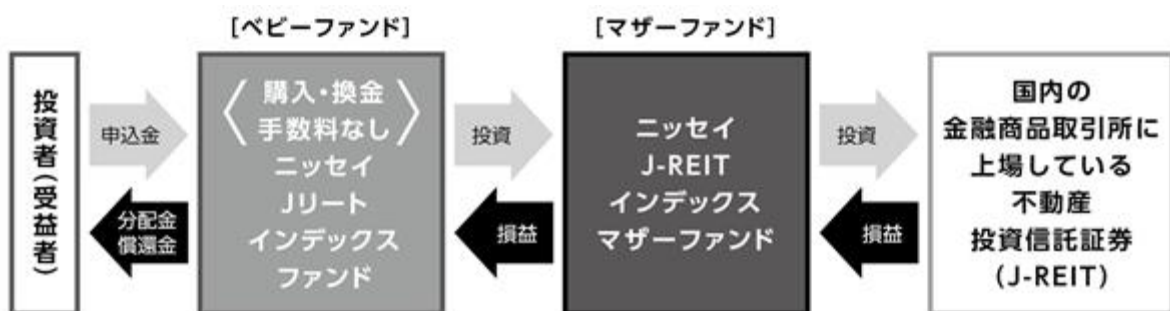 [ベビーファンド]
[マザーファンド]
投資者(受益者)
申込金
分配金
償還金
〈購入・換金
手数料なし〉
ニッセイ
Jリート
インデックス
ファンド
投資
損益
ニッセイ
J-REIT
インデックス
マザーファンド
投資
損益
国内の
金融商品取引所に
上場している
不動産
投資信託証券
(J-REIT)